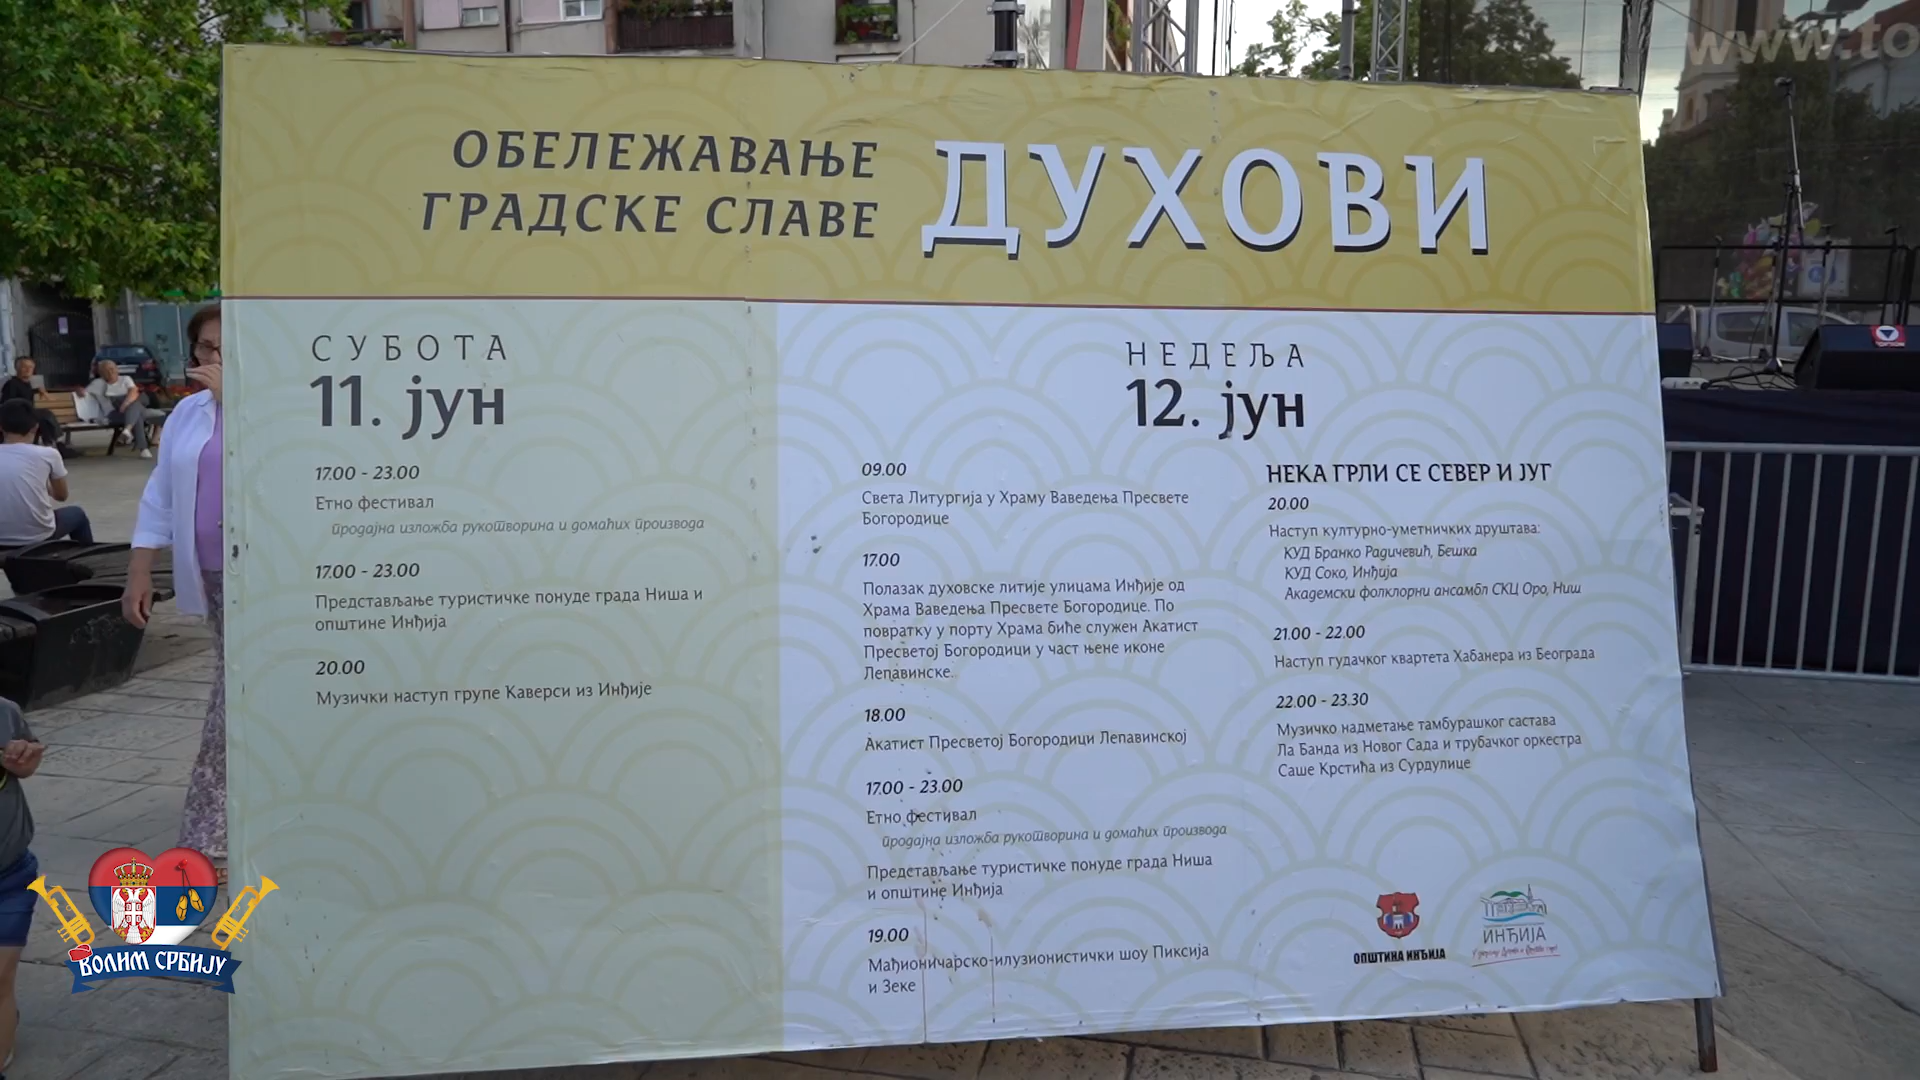 www.to
ОБЕЛЕЖАВАЊЕ
ГРАДСКЕ СЛАВЕ
ДУХОВИ
СУБОТА
11. јун
17.00 - 23.00
Етно фестивал
продајна изложба рукотворина и домаћих производа
17.00 - 23.00
Представљање туристичке понуде града Ниша и
општине Инђија
20.00
Музички наступ групе Каверси из Инђије
НЕДЕЉА
12. јун
09.00
Света Литургија у Храму Ваведења Пресвете
Богородице
17.00
Полазак духовске литије улицама Инђије од
Храма Ваведења Пресвете Богородице. По
повратку у порту Храма биће служен Акатист
Пресветој Богородици у част њене иконе
Лепавинске.
18.00
Акатист Пресветој Богородици Лепавинској
17.00 - 23.00
Етно фестивал
продајна изложба рукотворина и домаћих производа
Представљање туристичке понуде града Ниша
и општине Инђија
19.00
Мађионичарско-илузионистички шоу Пиксија
и Зеке
НЕКА ГРЛИ СЕ СЕВЕР И ЈУГ
20.00
Наступ културно-уметничких друштава:
КУД Бранко Радичевић, Бешка
КУД Соко, Инђија
Академски фолклорни ансамбл СКЦ Оро, Ниш
21.00 - 22.00
Наступ гудачког квартета Хабанера из Београда
22.00 - 23.30
Музичко надметање тамбурашког састава
Ла Банда из Новог Сада и трубачког оркестра
Саше Крстића из Сурдулице
ОПШТИНА ИНЂИЈА
ИНЂИЈА
ВОЛИМ СРБИЈУ